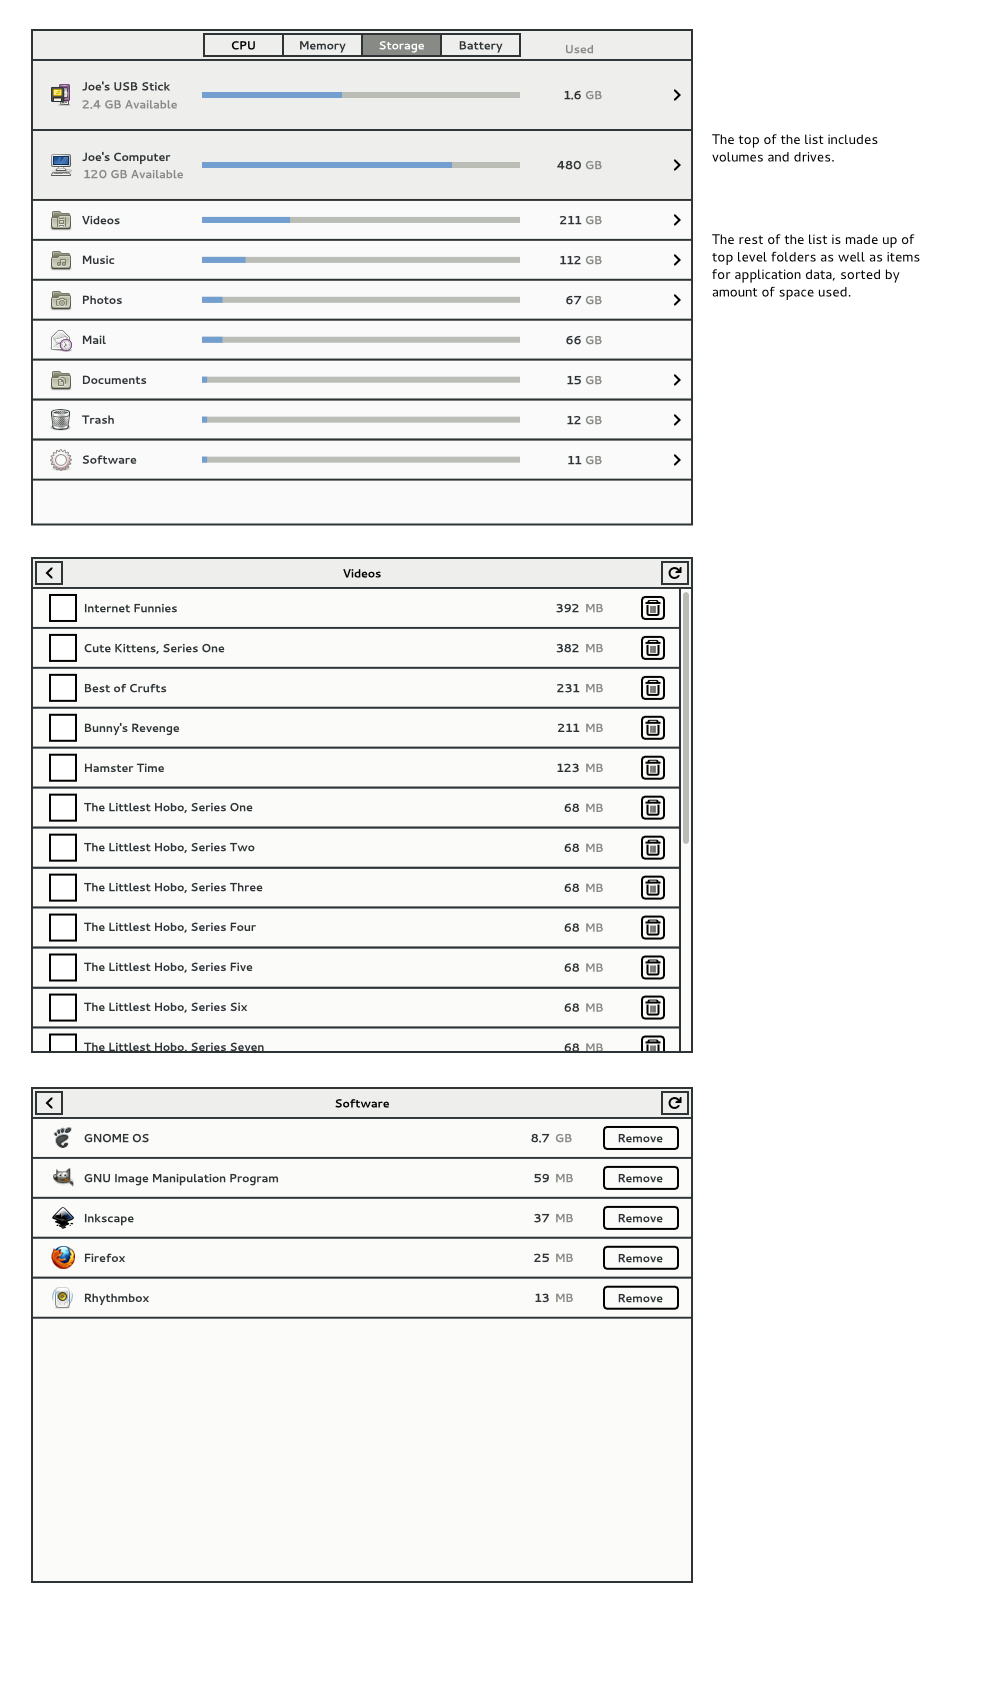 CPU Memory Storage Battery Used
Joe's USB Stick
2.4 GB Available
1.6 GB
Joe's Computer
120 GB Available
480 GB
The top of the list includes
volumes and drives.
Videos 211 GB
Music 112 GB
Photos 67 GB
Mail 66 GB
Documents 15 GB
Trash 12 GB
Software 11 GB
The rest of the list is made up of
top level folders as well as items
for application data, sorted by
amount of space used.
Videos
Internet Funnies 392 MB
Cute Kittens, Series One 382 MB
Best of Crufts 231 MB
Bunny's Revenge 211 MB
Hamster Time 123 MB
The Littlest Hobo, Series One 68 MB
The Littlest Hobo, Series Two 68 MB
The Littlest Hobo, Series Three 68 MB
The Littlest Hobo, Series Four 68 MB
The Littlest Hobo, Series Five 68 MB
The Littlest Hobo, Series Six 68 MB
The Littlest Hobo, Series Seven 68 MB
Software
GNOME OS 8.7 GB Remove
GNU Image Manipulation Program 59 MB Remove
Inkscape 37 MB Remove
Firefox 25 MB Remove
Rhythmbox 13 MB Remove